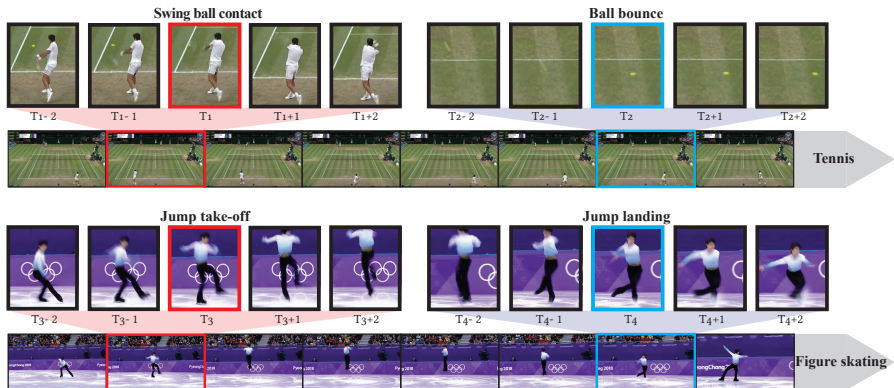 Swing ball contact
Ball bounce
T1- 2
T1- 1
T1
T1+1
T1+2
T2- 2
T2- 1
T2
T2+1
T2+2
Tennis
Jump take-off
Jump landing
T3- 2
T3- 1
T3
T3+1
T3+2
T4- 2
T4- 1
T4
T4+1
T4+2
PyeongChang
Figure skating